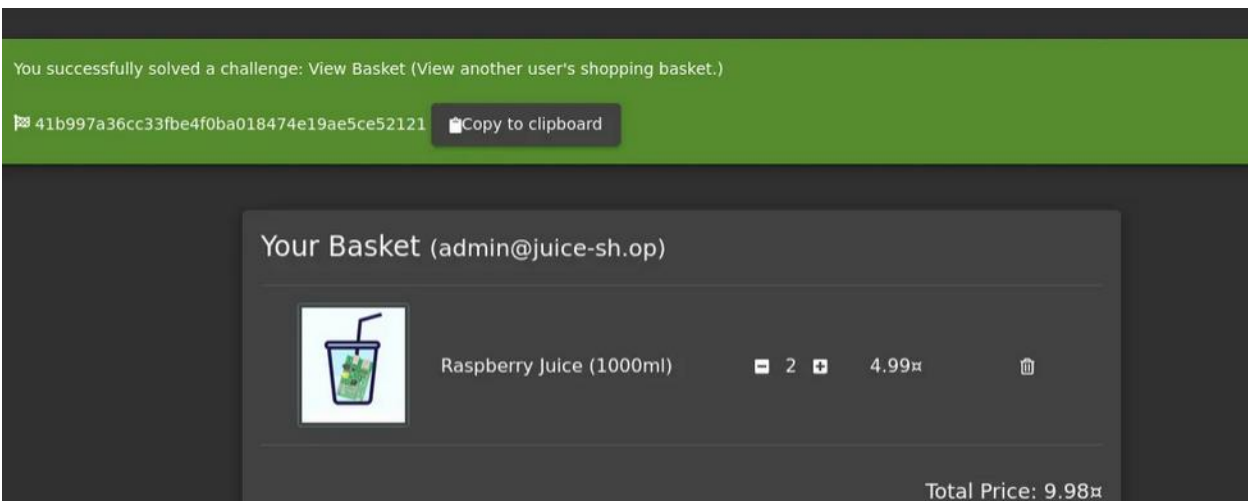 You successfully solved a challenge: View Basket (View another user's shopping basket.)
41b997a36cc33fbe4f0ba018474e19ae5ce52121 Copy to clipboard
Your Basket (admin@juice-sh.op)
Raspberry Juice (1000ml) 2 4.99¤
Total Price: 9.98¤